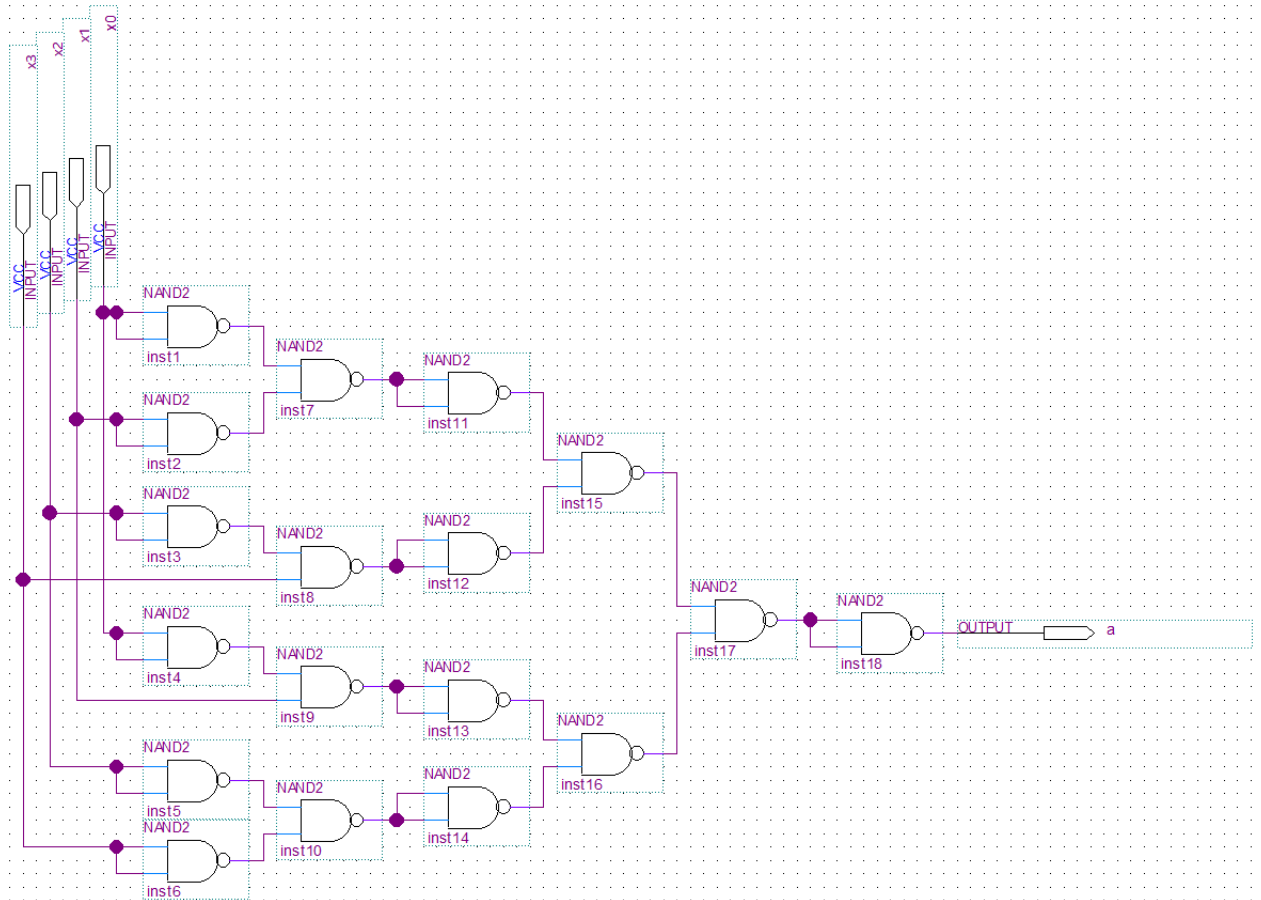 x3
x2
x1
x0
VCC
INPUT
VCC
INPUT
VCC
INPUT
VCC
INPUT
NAND2
inst1
NAND2
inst7
NAND2
inst11
NAND2
inst2
NAND2
inst15
NAND2
inst3
NAND2
inst8
NAND2
inst12
NAND2
inst17
NAND2
inst18
OUTPUT
a
NAND2
inst4
NAND2
inst9
NAND2
inst13
NAND2
inst16
NAND2
inst5
NAND2
inst10
NAND2
inst14
NAND2
inst6